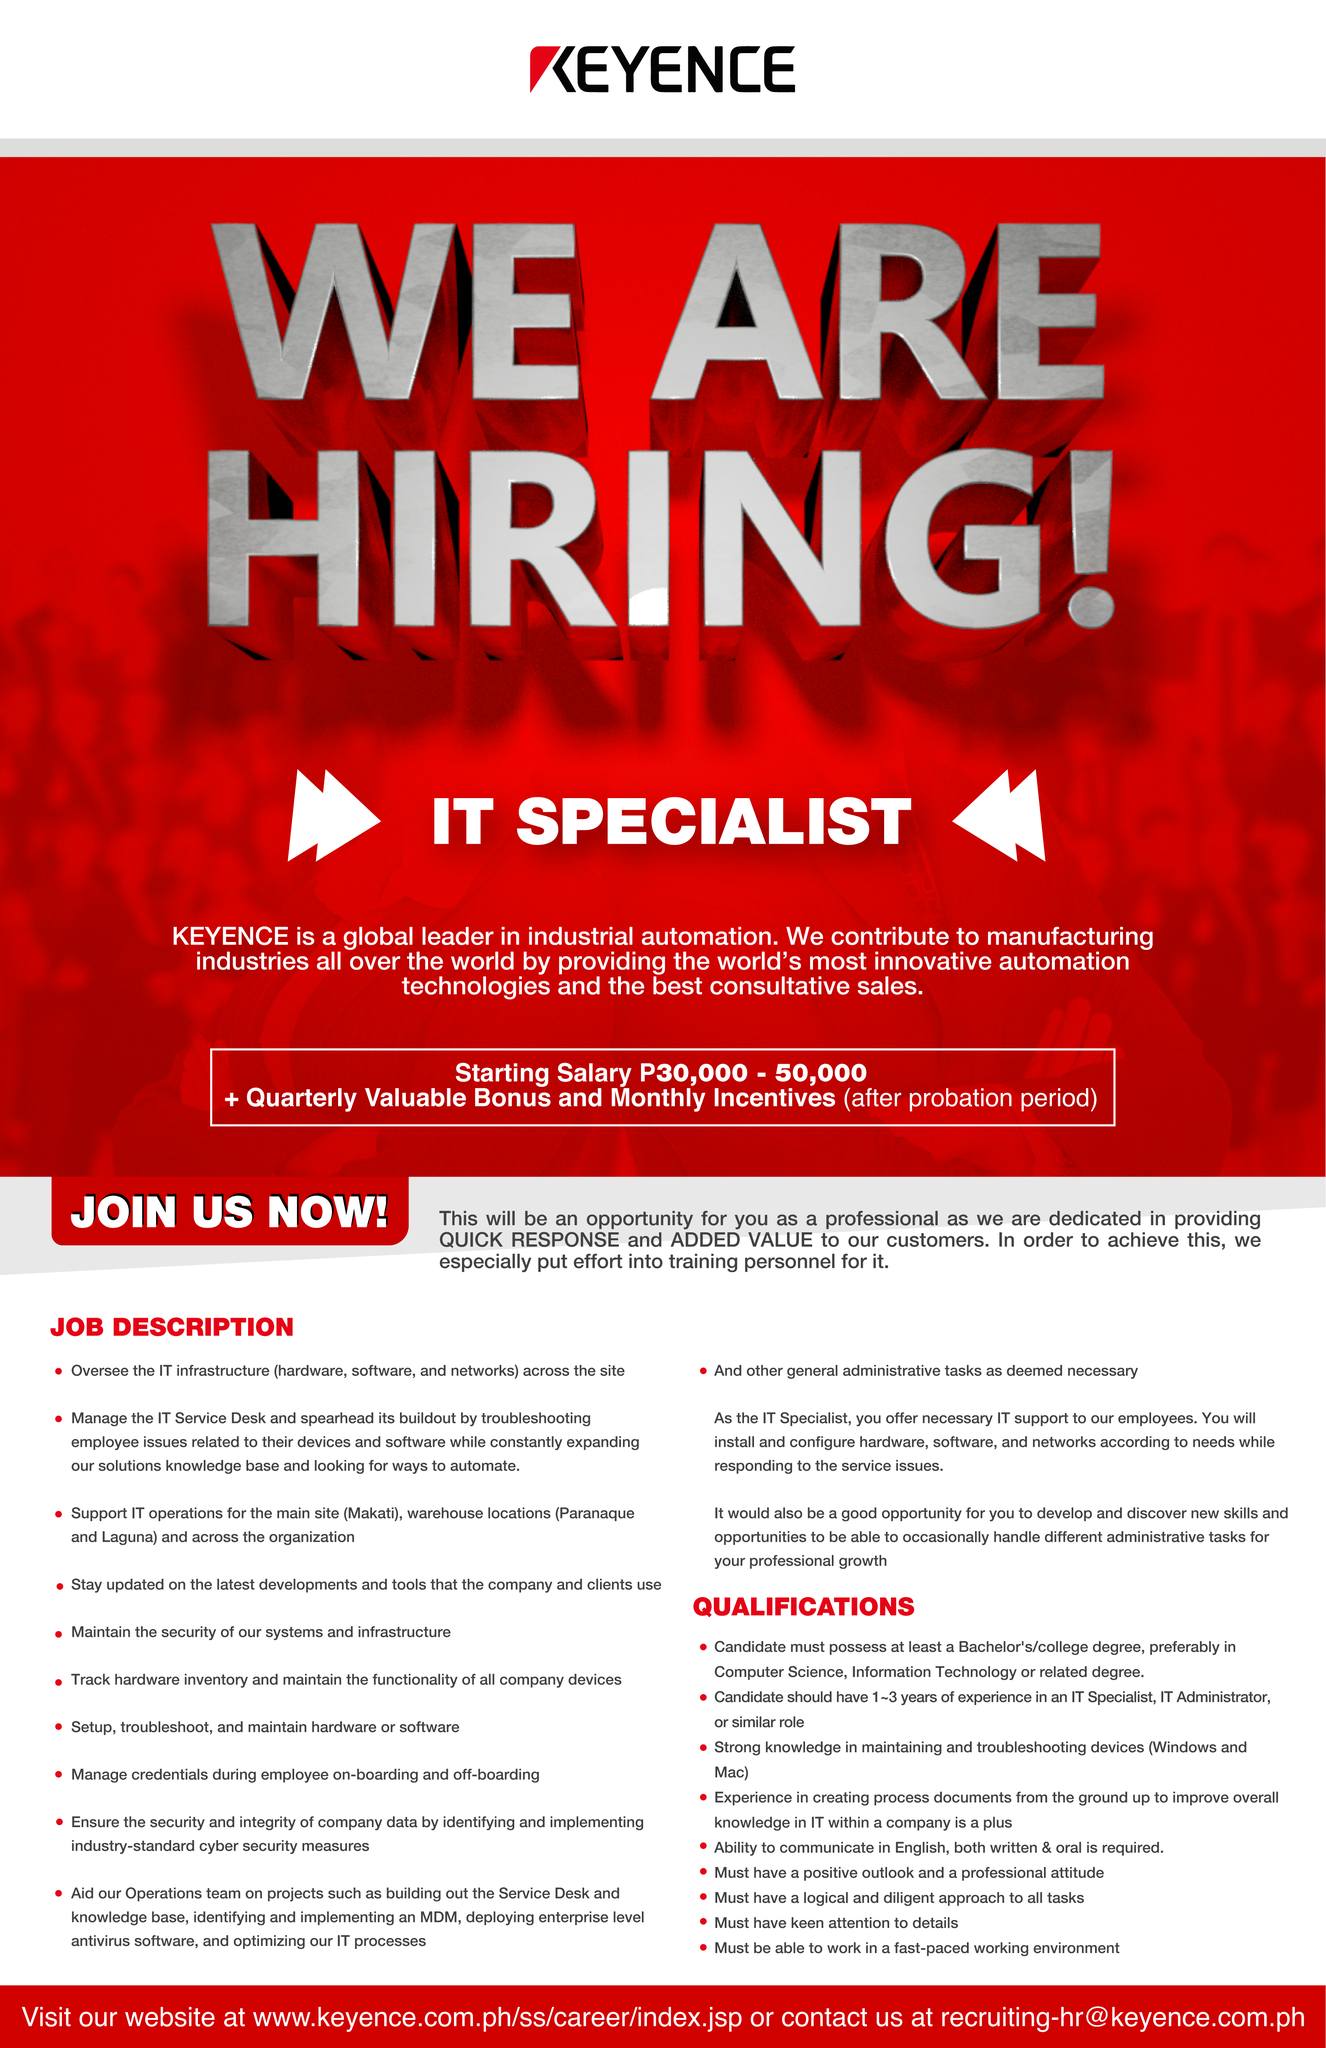 KEYENCE
WE ARE
HIRING!
IT SPECIALIST
KEYENCE is a global leader in industrial automation. We contribute to manufacturing
industries all over the world by providing the world's most innovative automation
technologies and the best consultative sales.
Starting Salary P30,000 - 50,000
+ Quarterly Valuable Bonus and Monthly Incentives (after probation period)
JOIN US NOW!
This will be an opportunity for you as a professional as we are dedicated in providing
QUICK RESPONSE and ADDED VALUE to our customers. In order to achieve this, we
especially put effort into training personnel for it.
JOB DESCRIPTION
• Oversee the IT infrastructure (hardware, software, and networks) across the site
• Manage the IT Service Desk and spearhead its buildout by troubleshooting
employee issues related to their devices and software while constantly expanding
our solutions knowledge base and looking for ways to automate.
• Support IT operations for the main site (Makati), warehouse locations (Paranaque
and Laguna) and across the organization
• Stay updated on the latest developments and tools that the company and clients use
• Maintain the security of our systems and infrastructure
• Track hardware inventory and maintain the functionality of all company devices
• Setup, troubleshoot, and maintain hardware or software
• Manage credentials during employee on-boarding and off-boarding
• Ensure the security and integrity of company data by identifying and implementing
industry-standard cyber security measures
• Aid our Operations team on projects such as building out the Service Desk and
knowledge base, identifying and implementing an MDM, deploying enterprise level
antivirus software, and optimizing our IT processes
• And other general administrative tasks as deemed necessary
As the IT Specialist, you offer necessary IT support to our employees. You will
install and configure hardware, software, and networks according to needs while
responding to the service issues.
It would also be a good opportunity for you to develop and discover new skills and
opportunities to be able to occasionally handle different administrative tasks for
your professional growth
QUALIFICATIONS
• Candidate must possess at least a Bachelor's/college degree, preferably in
Computer Science, Information Technology or related degree.
• Candidate should have 1~3 years of experience in an IT Specialist, IT Administrator,
or similar role
• Strong knowledge in maintaining and troubleshooting devices (Windows and
Mac)
• Experience in creating process documents from the ground up to improve overall
knowledge in IT within a company is a plus
• Ability to communicate in English, both written & oral is required.
• Must have a positive outlook and a professional attitude
• Must have a logical and diligent approach to all tasks
• Must have keen attention to details
• Must be able to work in a fast-paced working environment
Visit our website at www.keyence.com.ph/ss/career/index.jsp or contact us at recruiting-hr@keyence.com.ph